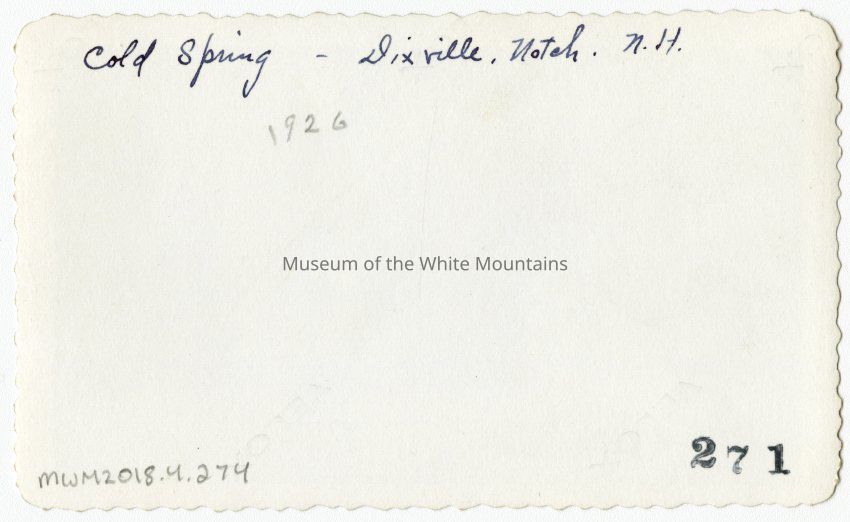 Cold Spring - Dixville, Notch. N.H.
1926
Museum of the White Mountains
MWM2018.4.274
271